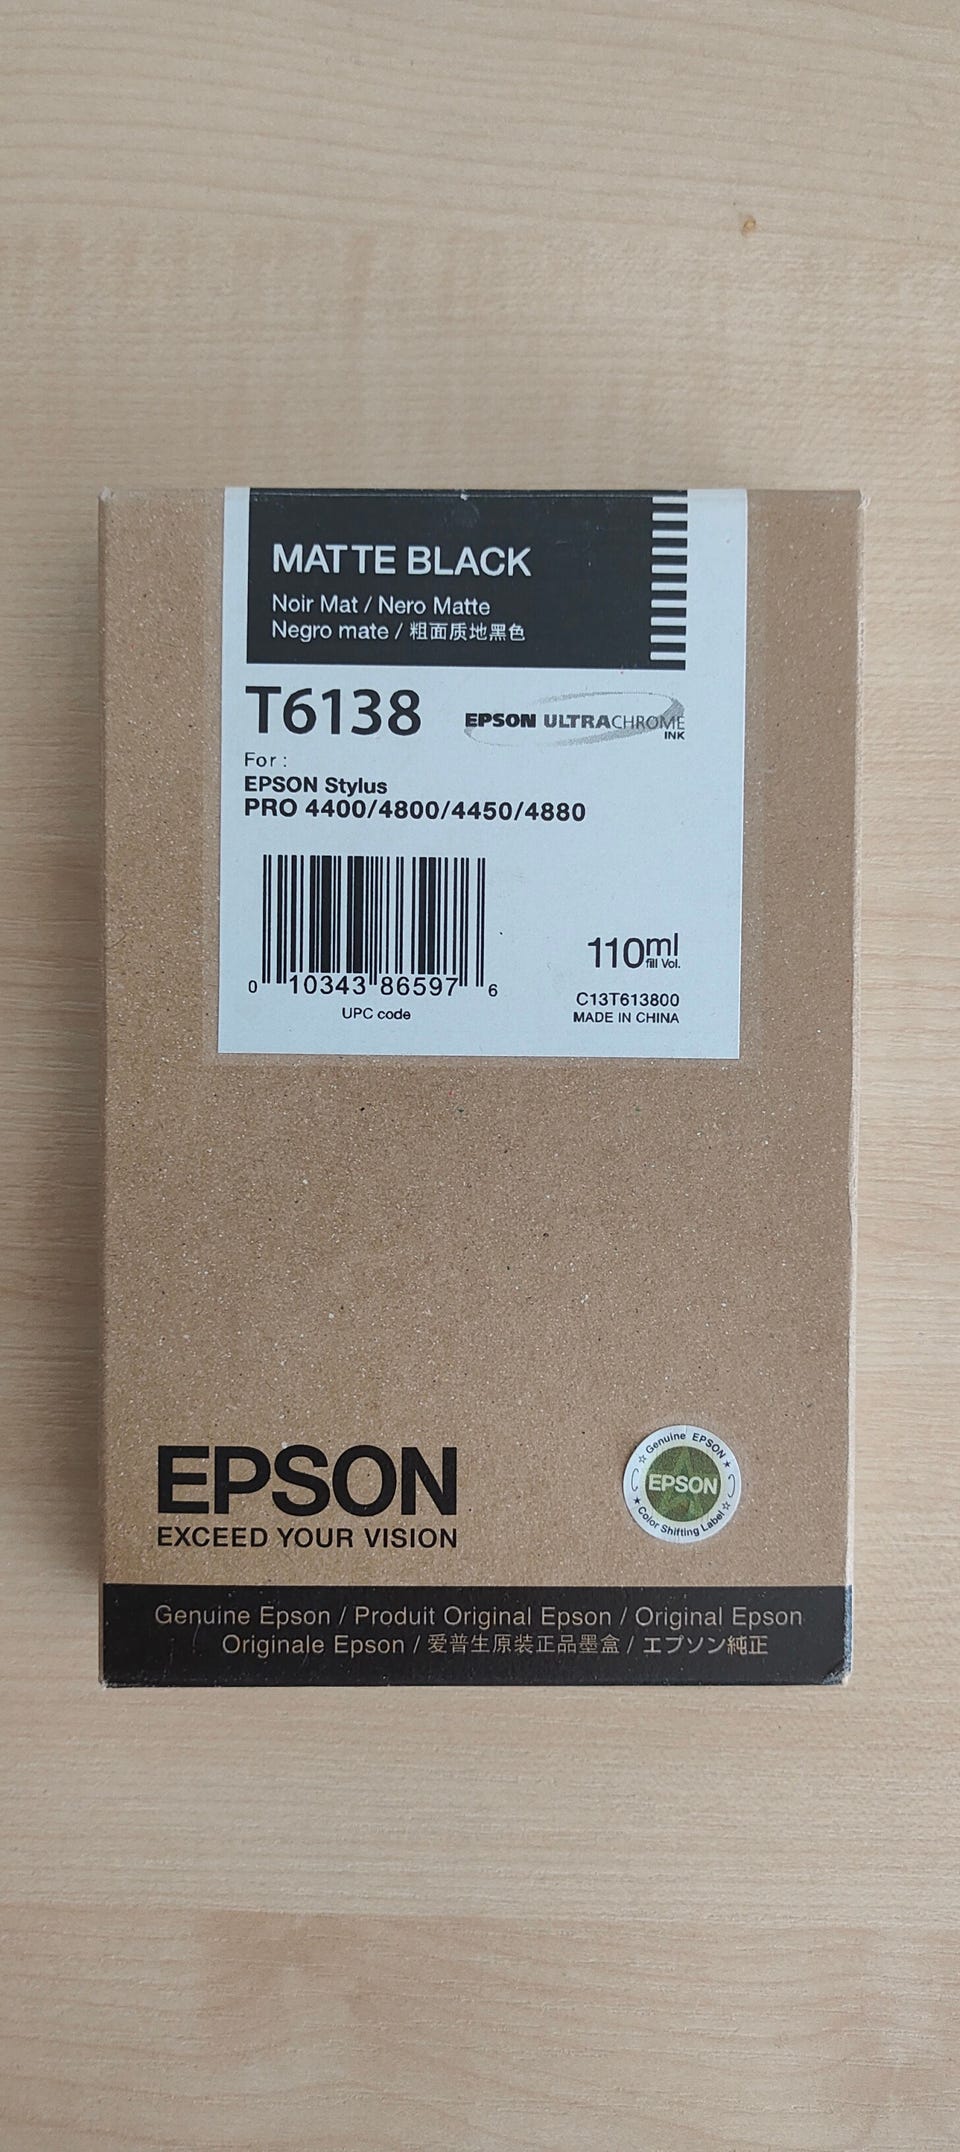 MATTE BLACK
Noir Mat / Nero Matte
Negro mate / 粗面质地黑色
T6138
EPSON ULTRACHROME
INK
For :
EPSON Stylus
PRO 4400/4800/4450/4880
0 10343 86597 6
UPC code
110ml
fill Vol.
C13T613800
MADE IN CHINA
EPSON
EXCEED YOUR VISION
Genuine EPSON
EPSON
Color Shifting Label
Genuine Epson / Produit Original Epson / Original Epson
Originale Epson / 爱普生原装正品墨盒 / エプソン純正